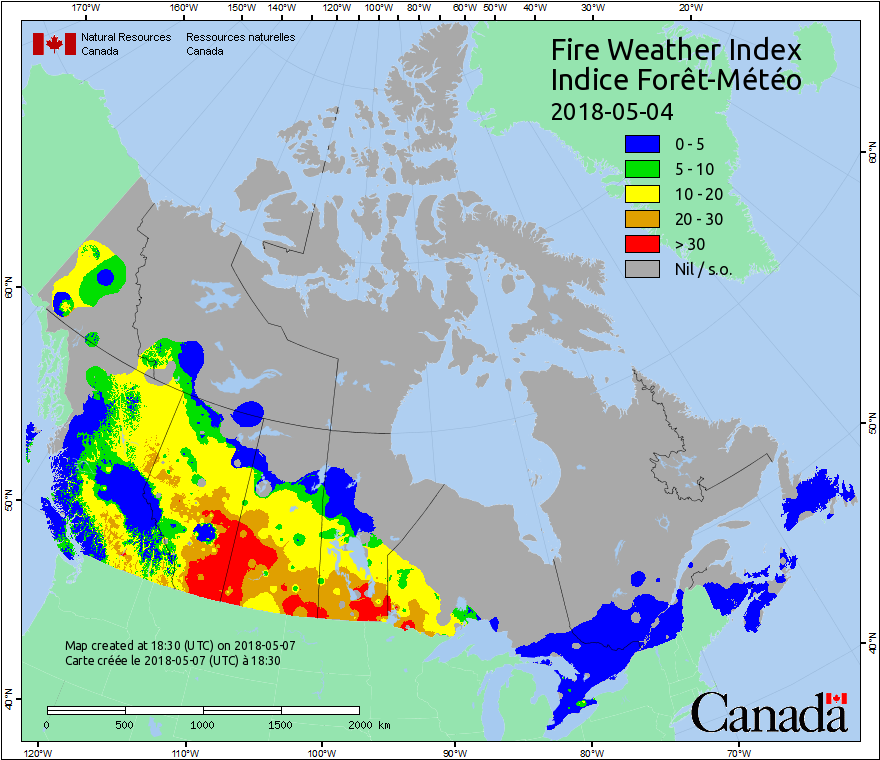 170°W 160°W 150°W 140°W 130°W 120°W 110°W 100°W 90°W 80°W 60°W 50°W 40°W 30°W 20°W
Natural Resources Canada
Ressources naturelles Canada
Fire Weather Index
Indice Forêt-Météo
2018-05-04
0 - 5
5 - 10
10 - 20
20 - 30
> 30
Nil / s.o.
60°N
50°N
40°N
60°N
50°N
40°N
Map created at 18:30 (UTC) on 2018-05-07
Carte créée le 2018-05-07 (UTC) à 18:30
0 500 1000 1500 2000 km
Canada
120°W 110°W 100°W 90°W 80°W 70°W